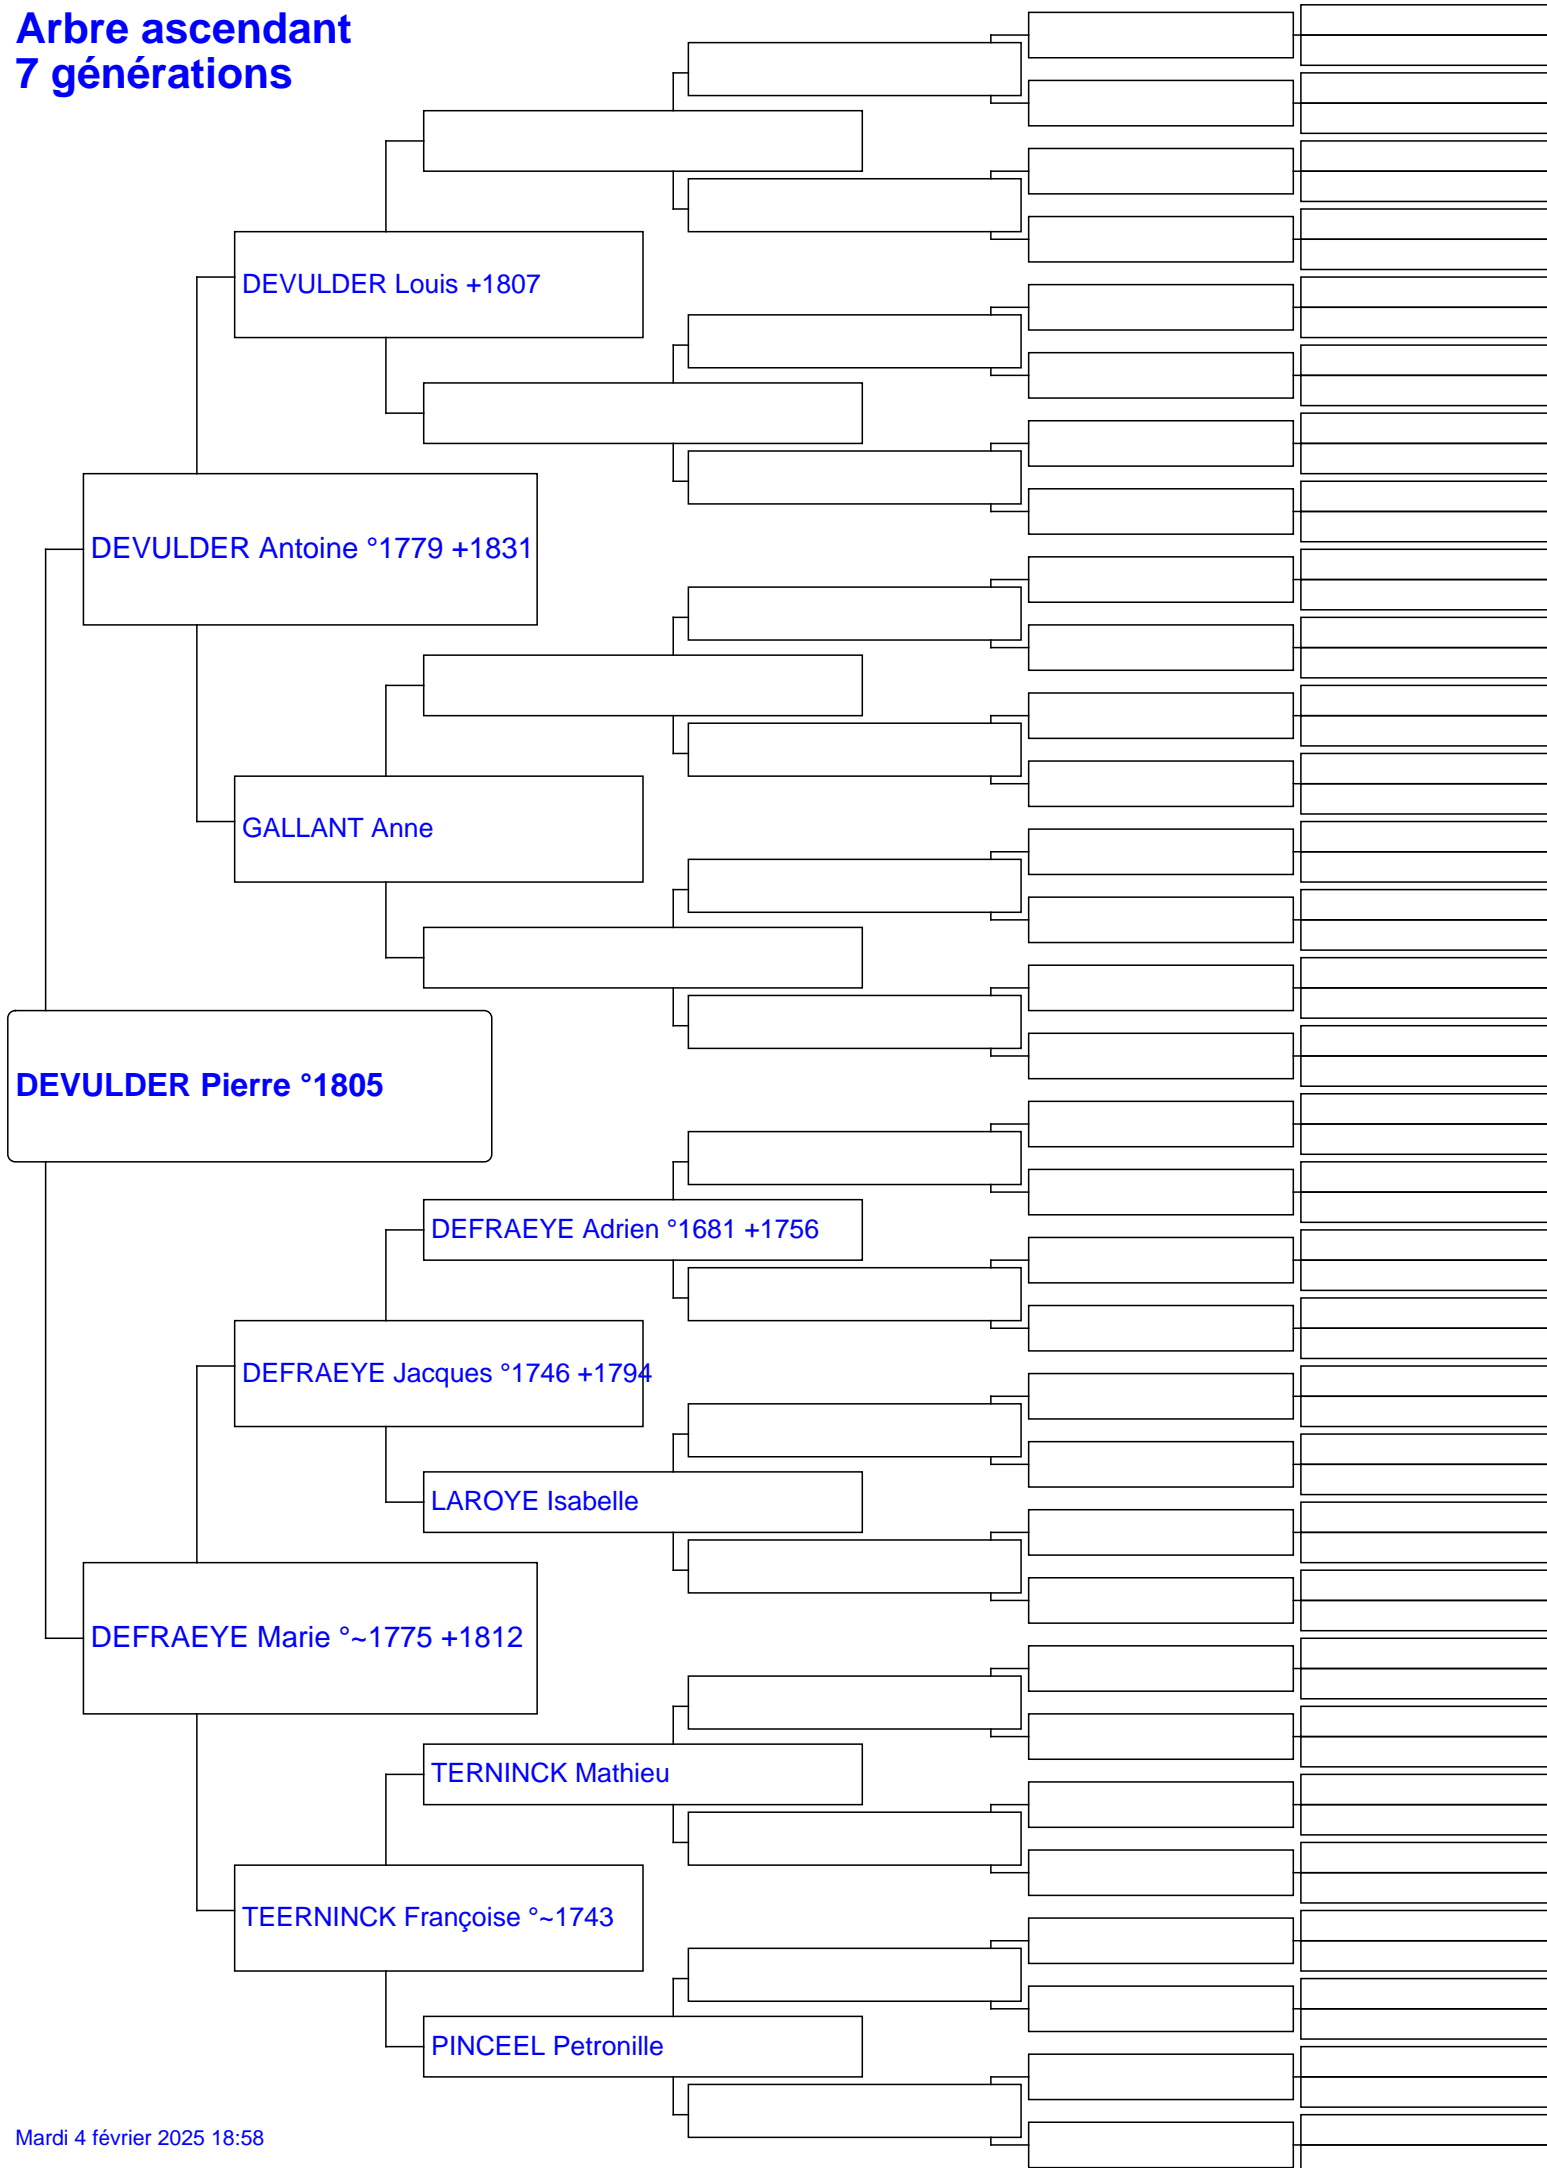 Arbre ascendant
7 générations
DEVULDER Louis +1807
DEVULDER Antoine °1779 +1831
GALLANT Anne
DEVULDER Pierre °1805
DEFRAEYE Adrien °1681 +1756
DEFRAEYE Jacques °1746 +1794
LAROYE Isabelle
DEFRAEYE Marie °~1775 +1812
TERNINCK Mathieu
TEERNINCK Françoise °~1743
PINCEEL Petronille
Mardi 4 février 2025 18:58